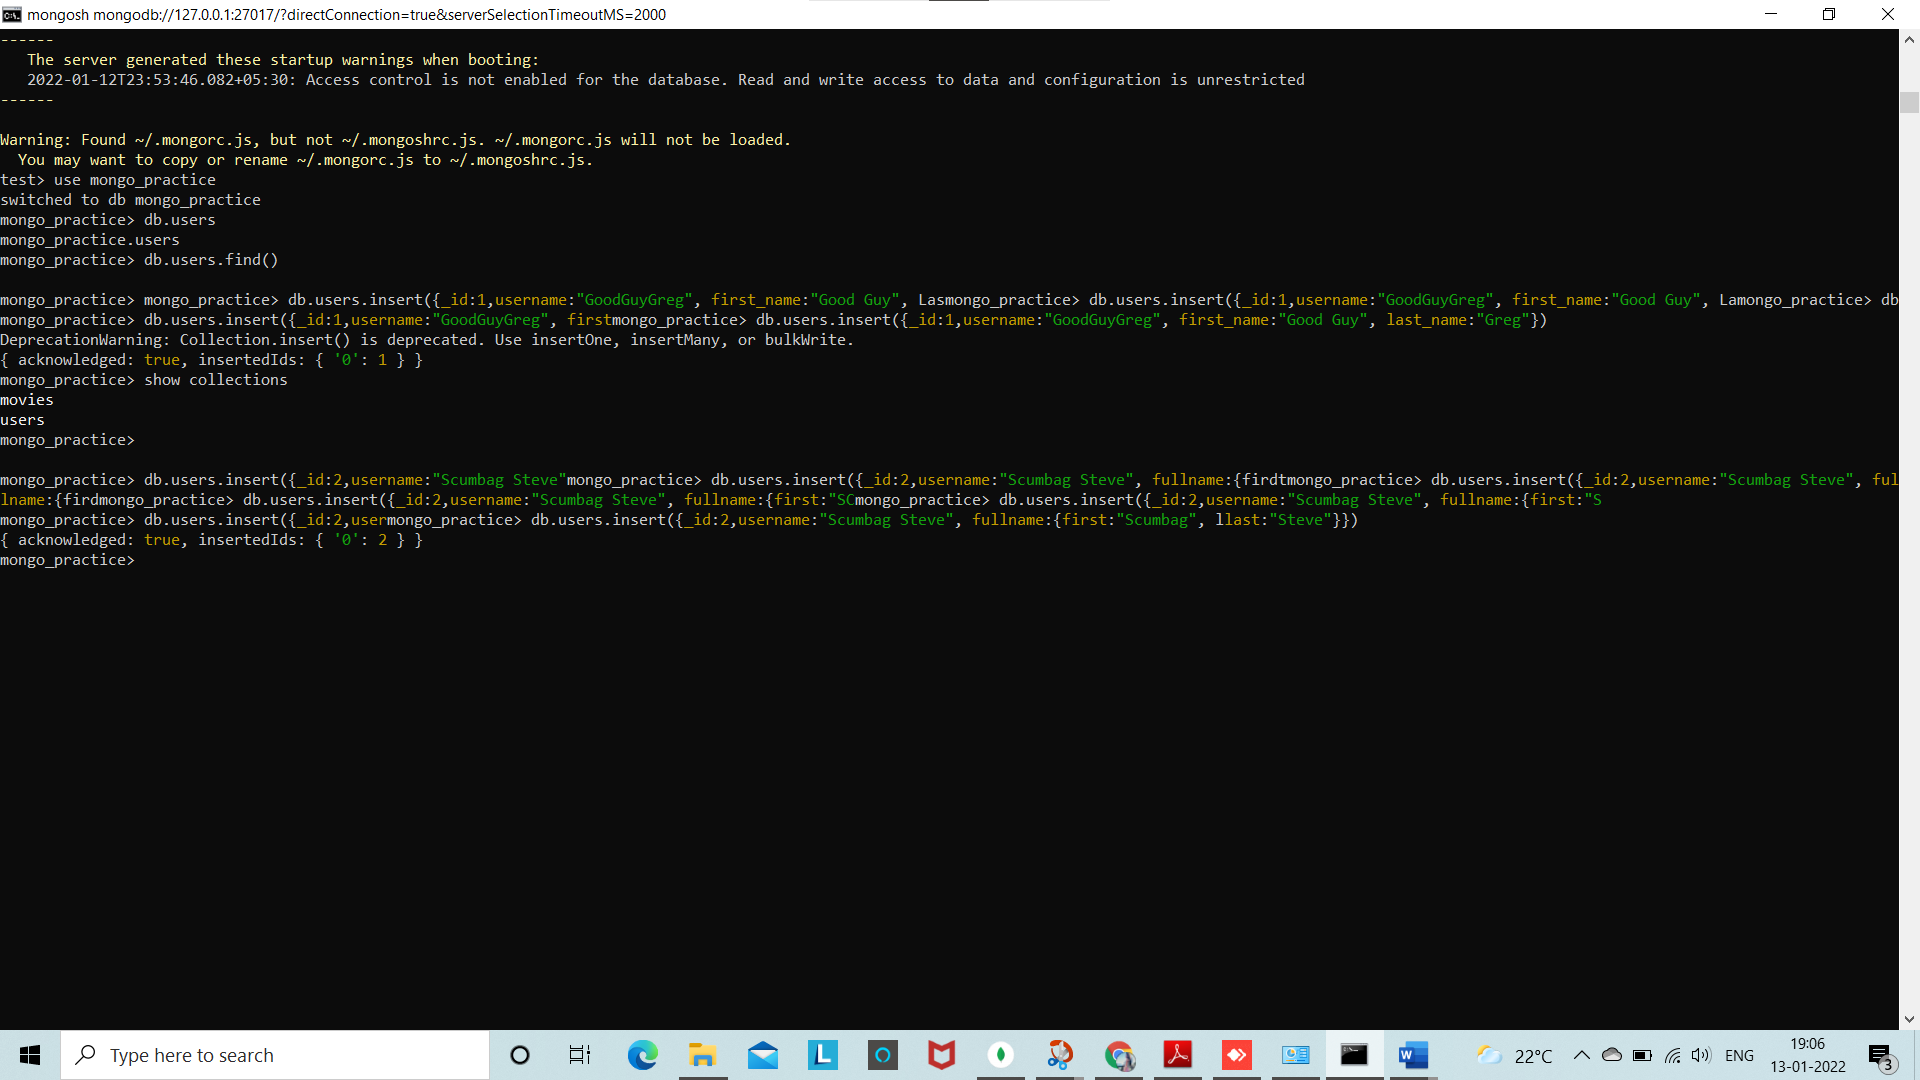 mongosh mongodb://127.0.0.1:27017/?directConnection=true&serverSelectionTimeoutMS=2000
------
   The server generated these startup warnings when booting:
   2022-01-12T23:53:46.082+05:30: Access control is not enabled for the database. Read and write access to data and configuration is unrestricted
------
Warning: Found ~/.mongorc.js, but not ~/.mongoshrc.js. ~/.mongorc.js will not be loaded.
  You may want to copy or rename ~/.mongorc.js to ~/.mongoshrc.js.
test> use mongo_practice
switched to db mongo_practice
mongo_practice> db.users
mongo_practice.users
mongo_practice> db.users.find()
mongo_practice> mongo_practice> db.users.insert({_id:1,username:"GoodGuyGreg", first_name:"Good Guy", Lasmongo_practice> db.users.insert({_id:1,username:"GoodGuyGreg", first_name:"Good Guy", Lamongo_practice> db
mongo_practice> db.users.insert({_id:1,username:"GoodGuyGreg", firstmongo_practice> db.users.insert({_id:1,username:"GoodGuyGreg", first_name:"Good Guy", last_name:"Greg"})
DeprecationWarning: Collection.insert() is deprecated. Use insertOne, insertMany, or bulkWrite.
{ acknowledged: true, insertedIds: { '0': 1 } }
mongo_practice> show collections
movies
users
mongo_practice>
mongo_practice> db.users.insert({_id:2,username:"Scumbag Steve"mongo_practice> db.users.insert({_id:2,username:"Scumbag Steve", fullname:{firdtmongo_practice> db.users.insert({_id:2,username:"Scumbag Steve", ful
lname:{firdmongo_practice> db.users.insert({_id:2,username:"Scumbag Steve", fullname:{first:"SCmongo_practice> db.users.insert({_id:2,username:"Scumbag Steve", fullname:{first:"S
mongo_practice> db.users.insert({_id:2,usermongo_practice> db.users.insert({_id:2,username:"Scumbag Steve", fullname:{first:"Scumbag", llast:"Steve"}})
{ acknowledged: true, insertedIds: { '0': 2 } }
mongo_practice>
Type here to search
22°C
ENG
19:06
13-01-2022
3